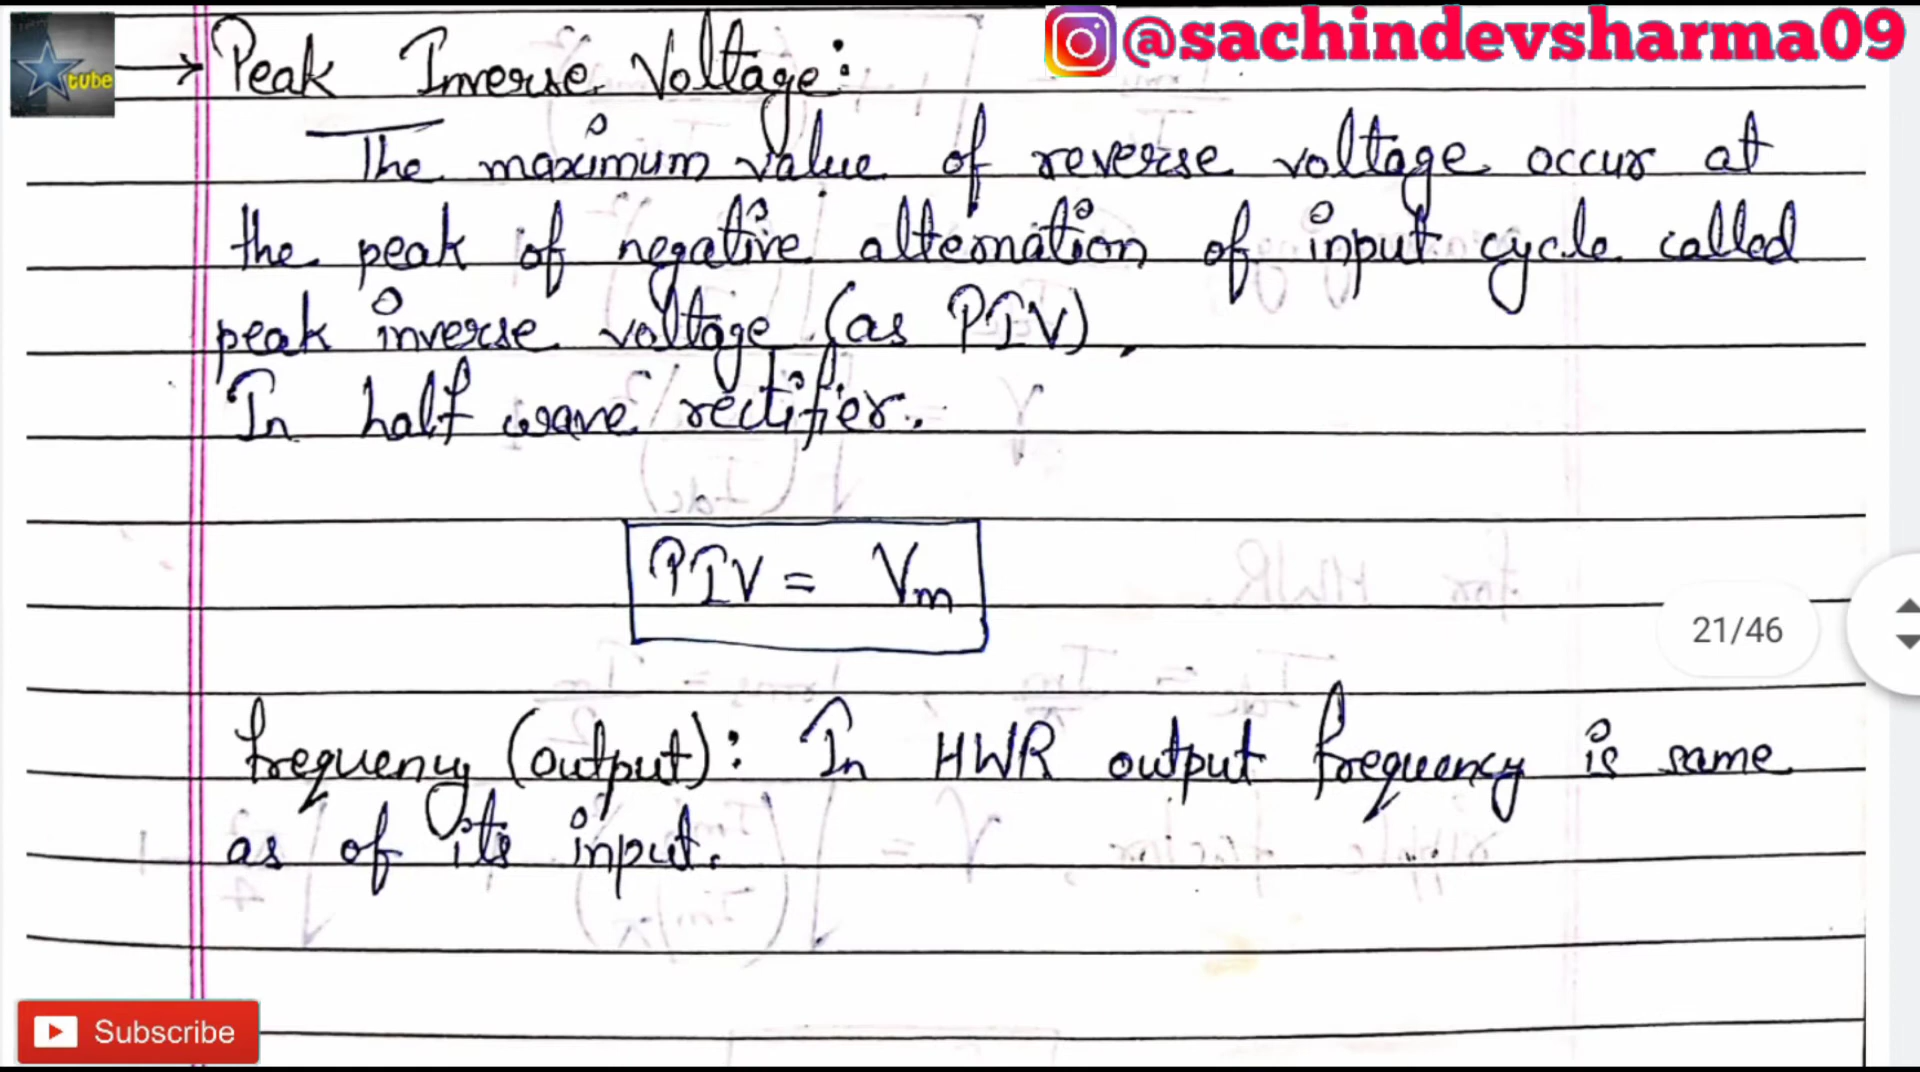 @sachindevsharma09
tube
→ Peak Inverse Voltage:
The maximum value of reverse voltage occur at
the peak of negative alternation of input cycle called
peak inverse voltage (as PIV).
In half wave rectifier.
PIV = Vm
21/46
frequency (output): In HWR output frequency is same
as of its input.
Subscribe